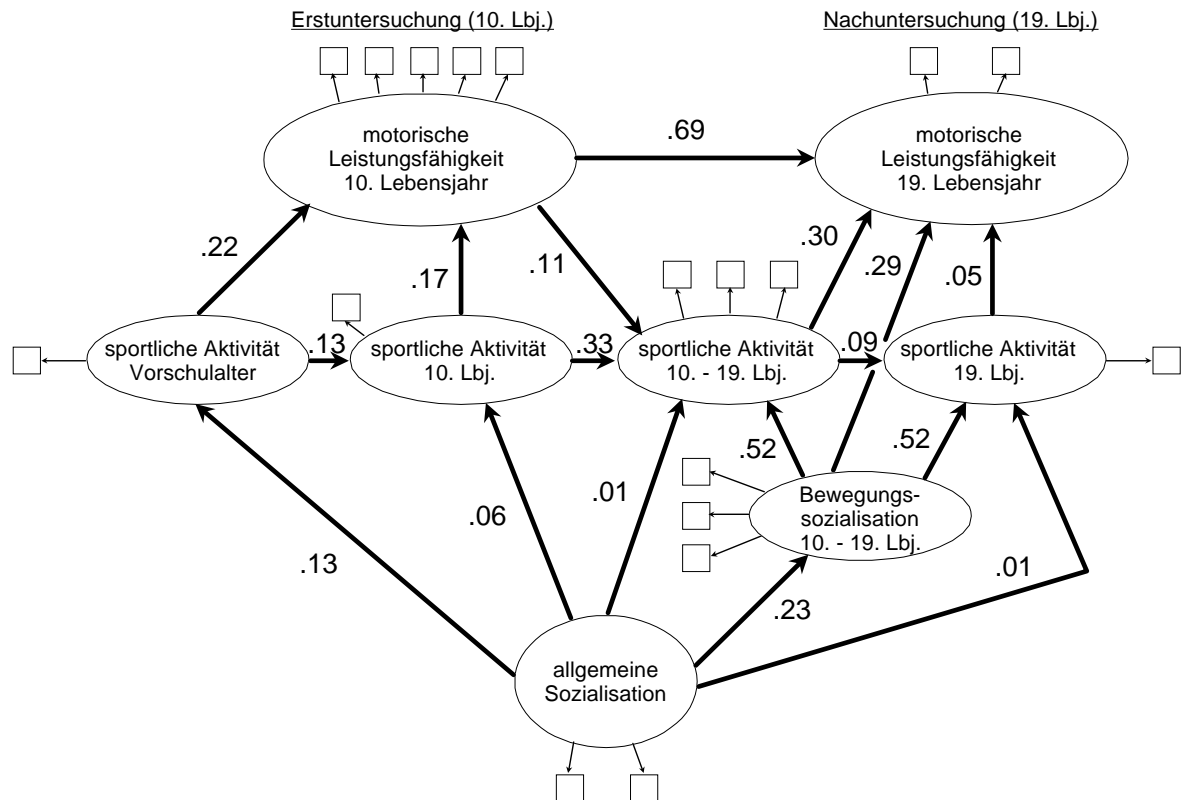 Erstuntersuchung (10. Lbj.)
Nachuntersuchung (19. Lbj.)
motorische
Leistungsfähigkeit
10. Lebensjahr
.69
motorische
Leistungsfähigkeit
19. Lebensjahr
.22
.17
.11
.30
.29
.05
sportliche Aktivität
Vorschulalter
.13
sportliche Aktivität
10. Lbj.
.33
sportliche Aktivität
10. - 19. Lbj.
.09
sportliche Aktivität
19. Lbj.
.13
.06
.01
.52
.52
Bewegungs-
sozialisation
10. - 19. Lbj.
.23
.01
allgemeine
Sozialisation